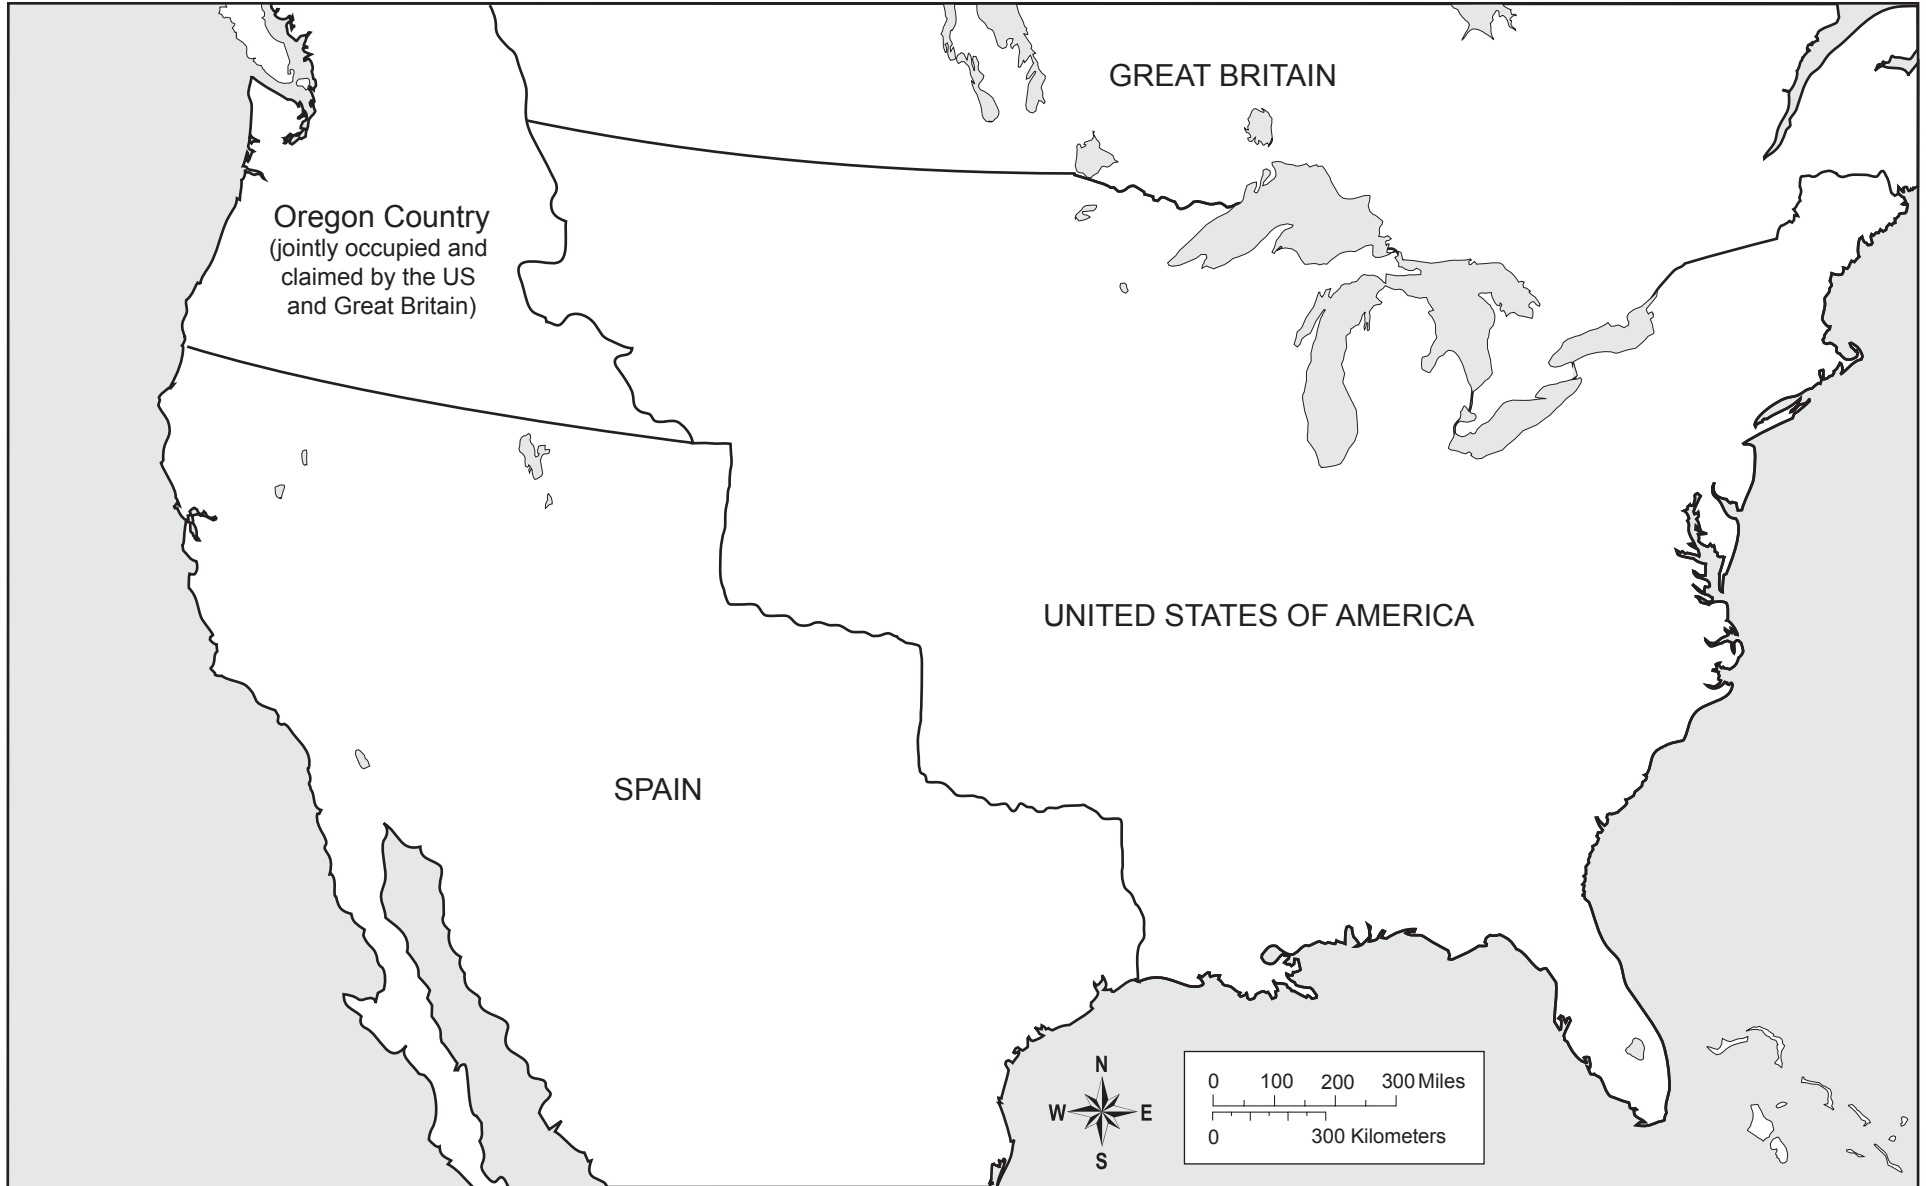 GREAT BRITAIN
Oregon Country
(jointly occupied and
claimed by the US
and Great Britain)
UNITED STATES OF AMERICA
SPAIN
N
W E
S
0 100 200 300 Miles
0 300 Kilometers